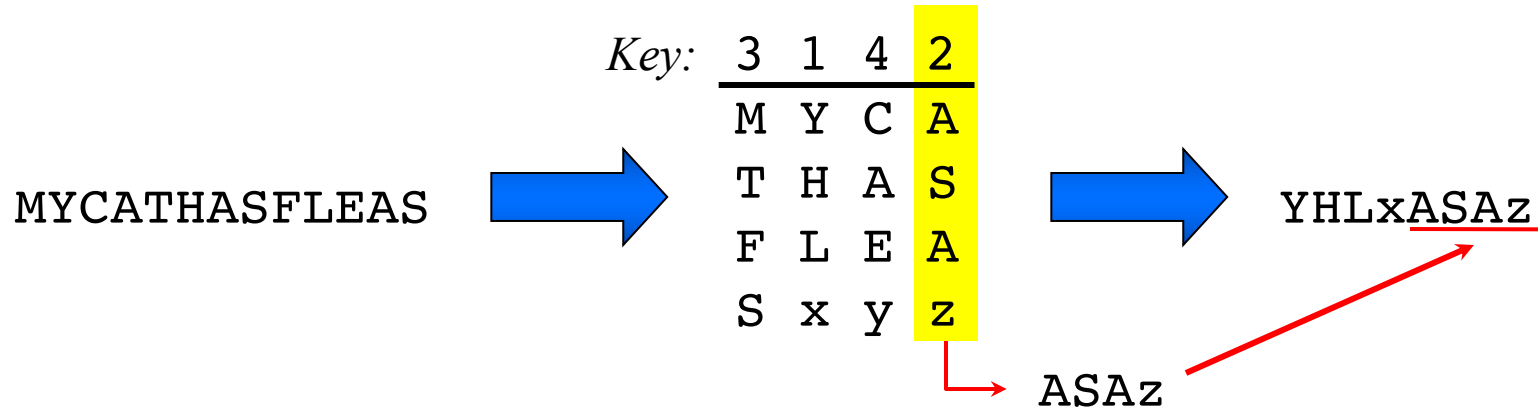 Key: 3 1 4 2
M Y C A
T H A S
MYCATHASFLEAS
YHLxASAz
F L E A
S x y z
ASAz